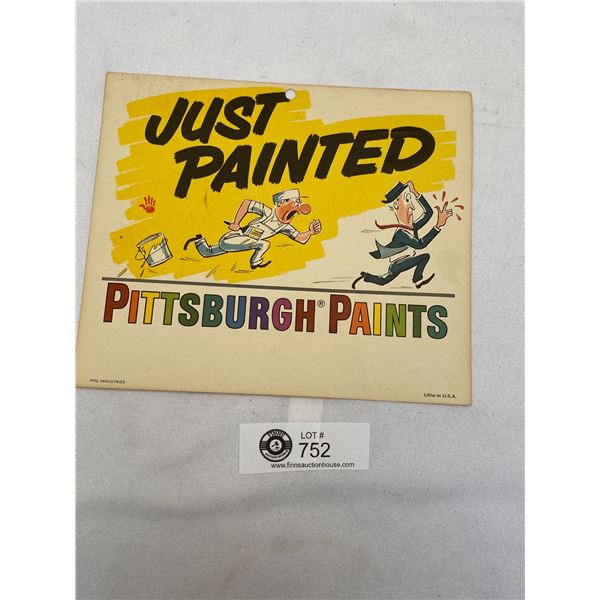 JUST
PAINTED
PITTSBURGH® PAINTS
PPG INDUSTRIES
Litho in U.S.A.
LOT #
752
www.finnsauctionhouse.com